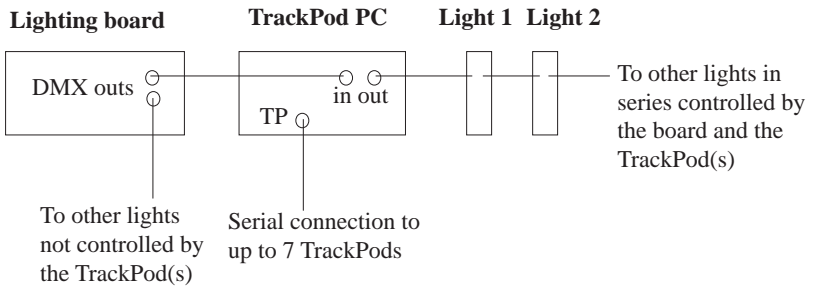 Lighting board
TrackPod PC
Light 1
Light 2
DMX outs
in out
TP
To other lights in
series controlled by
the board and the
TrackPod(s)
To other lights
not controlled by
the TrackPod(s)
Serial connection to
up to 7 TrackPods